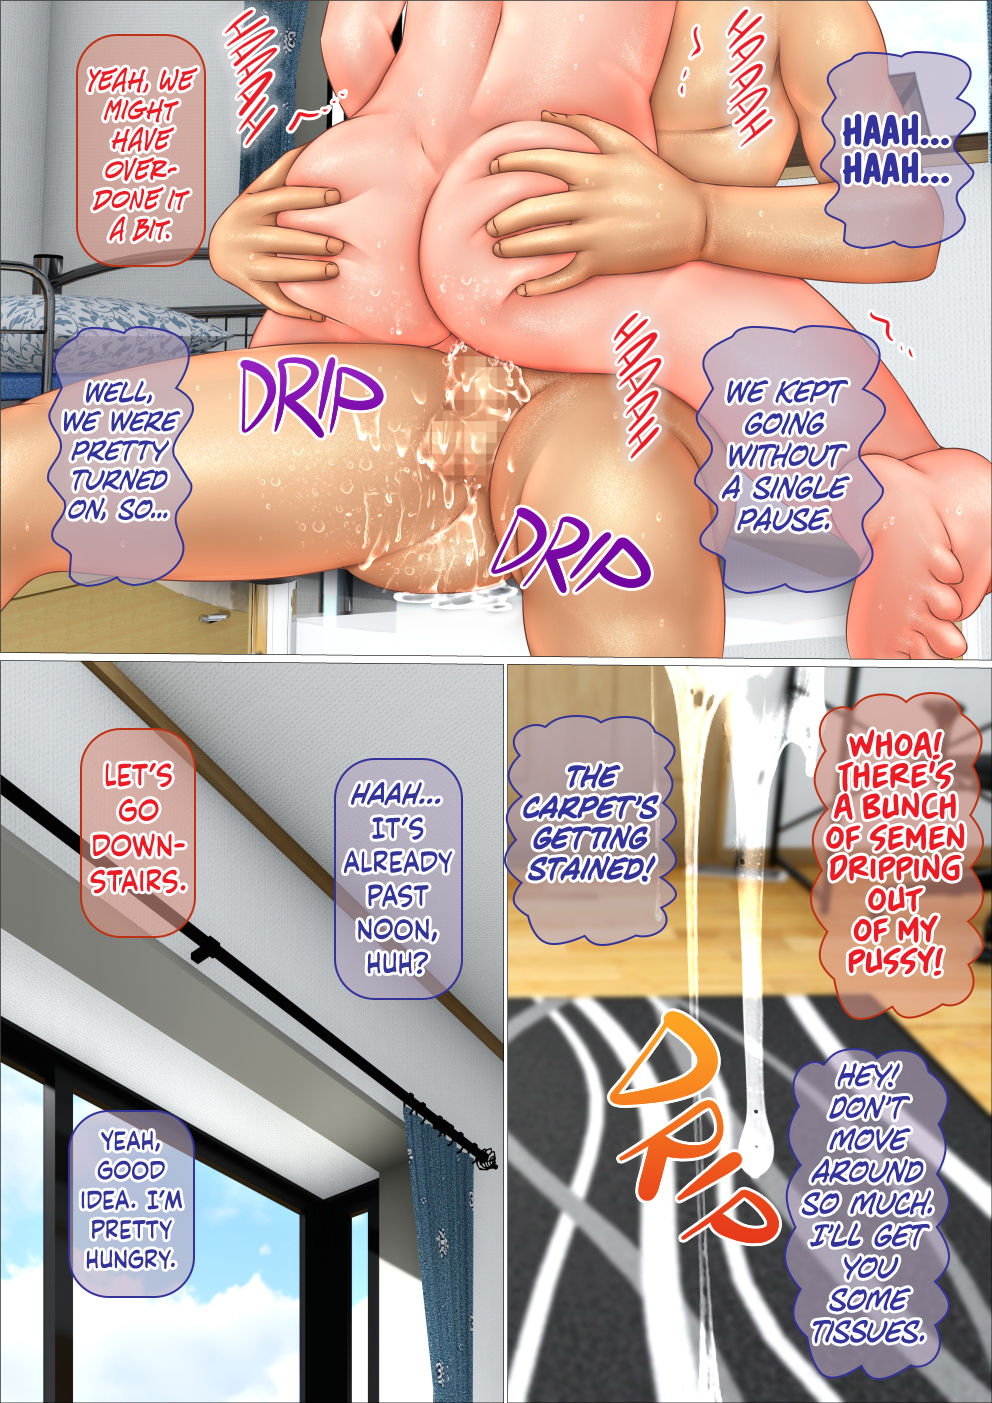 HAAH...
HAAH...
HAAAH
HAAAH
YEAH, WE
MIGHT
HAVE
OVER-
DONE IT
A BIT.
WE KEPT
GOING
WITHOUT
A SINGLE
PAUSE.
HAAAH
DRIP
DRIP
WELL,
WE WERE
PRETTY
TURNED
ON, SO...
WHOA!
THERE'S
A BUNCH
OF SEMEN
DRIPPING
OUT
OF MY
PUSSY!
THE
CARPET'S
GETTING
STAINED!
DRIP
HEY!
DON'T
MOVE
AROUND
SO MUCH.
I'LL GET
YOU
SOME
TISSUES.
HAAH...
IT'S
ALREADY
PAST
NOON,
HUH?
LET'S
GO
DOWN-
STAIRS.
YEAH,
GOOD
IDEA. I'M
PRETTY
HUNGRY.